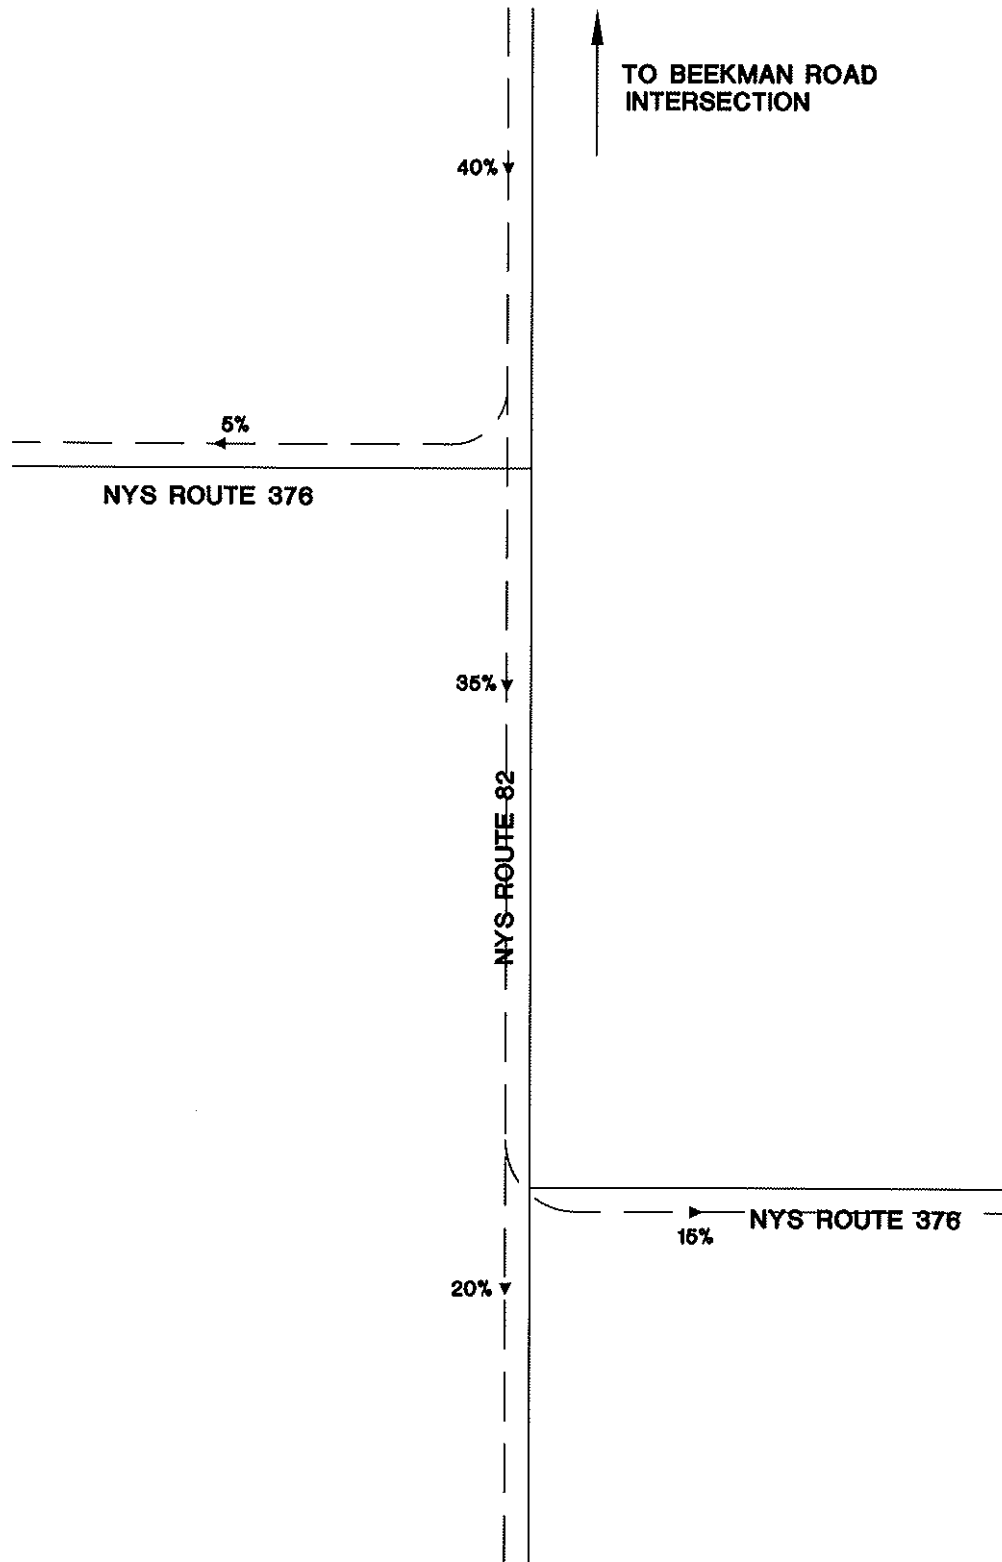 TO BEEKMAN ROAD
INTERSECTION
40%
5%
NYS ROUTE 376
35%
NYS ROUTE 82
NYS ROUTE 376
15%
20%